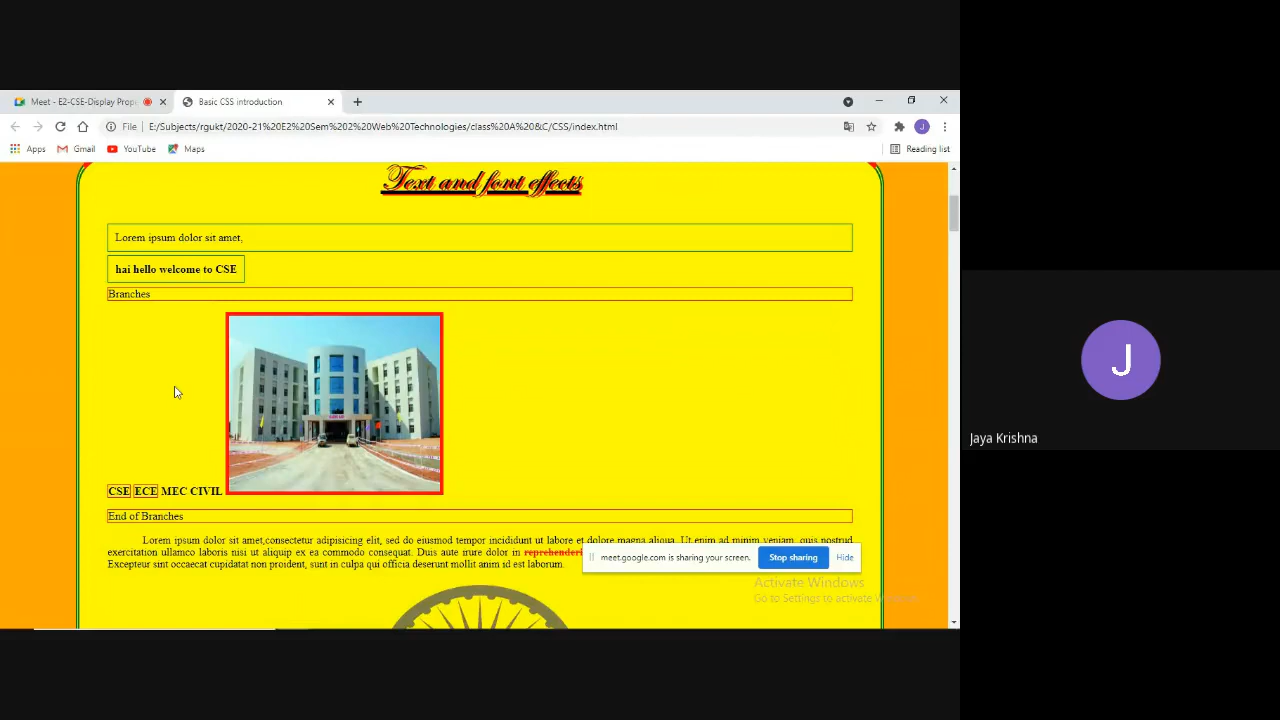 Meet - E2-CSE-Display Prop
Basic CSS introduction
File
E:/Subjects/rgukt/2020-21%20E2%20Sem%202%20Web%20Technologies/class%20A%20&C/CSS/index.html
J
Apps
Gmail
YouTube
Maps
Reading list
Text and font effects
Lorem ipsum dolor sit amet,
hai hello welcome to CSE
Branches
CSE ECE MEC CIVIL
End of Branches
Lorem ipsum dolor sit amet,consectetur adipisicing elit, sed do eiusmod tempor incididunt ut labore et dolore magna aliqua. Ut enim ad minim veniam, quis nostrud
exercitation ullamco laboris nisi ut aliquip ex ea commodo consequat. Duis aute irure dolor in reprehenderi
Excepteur sint occaecat cupidatat non proident, sunt in culpa qui officia deserunt mollit anim id est laborum.
meet.google.com is sharing your screen.
Stop sharing
Hide
Activate Windows
Go to Settings to activate
J
Jaya Krishna